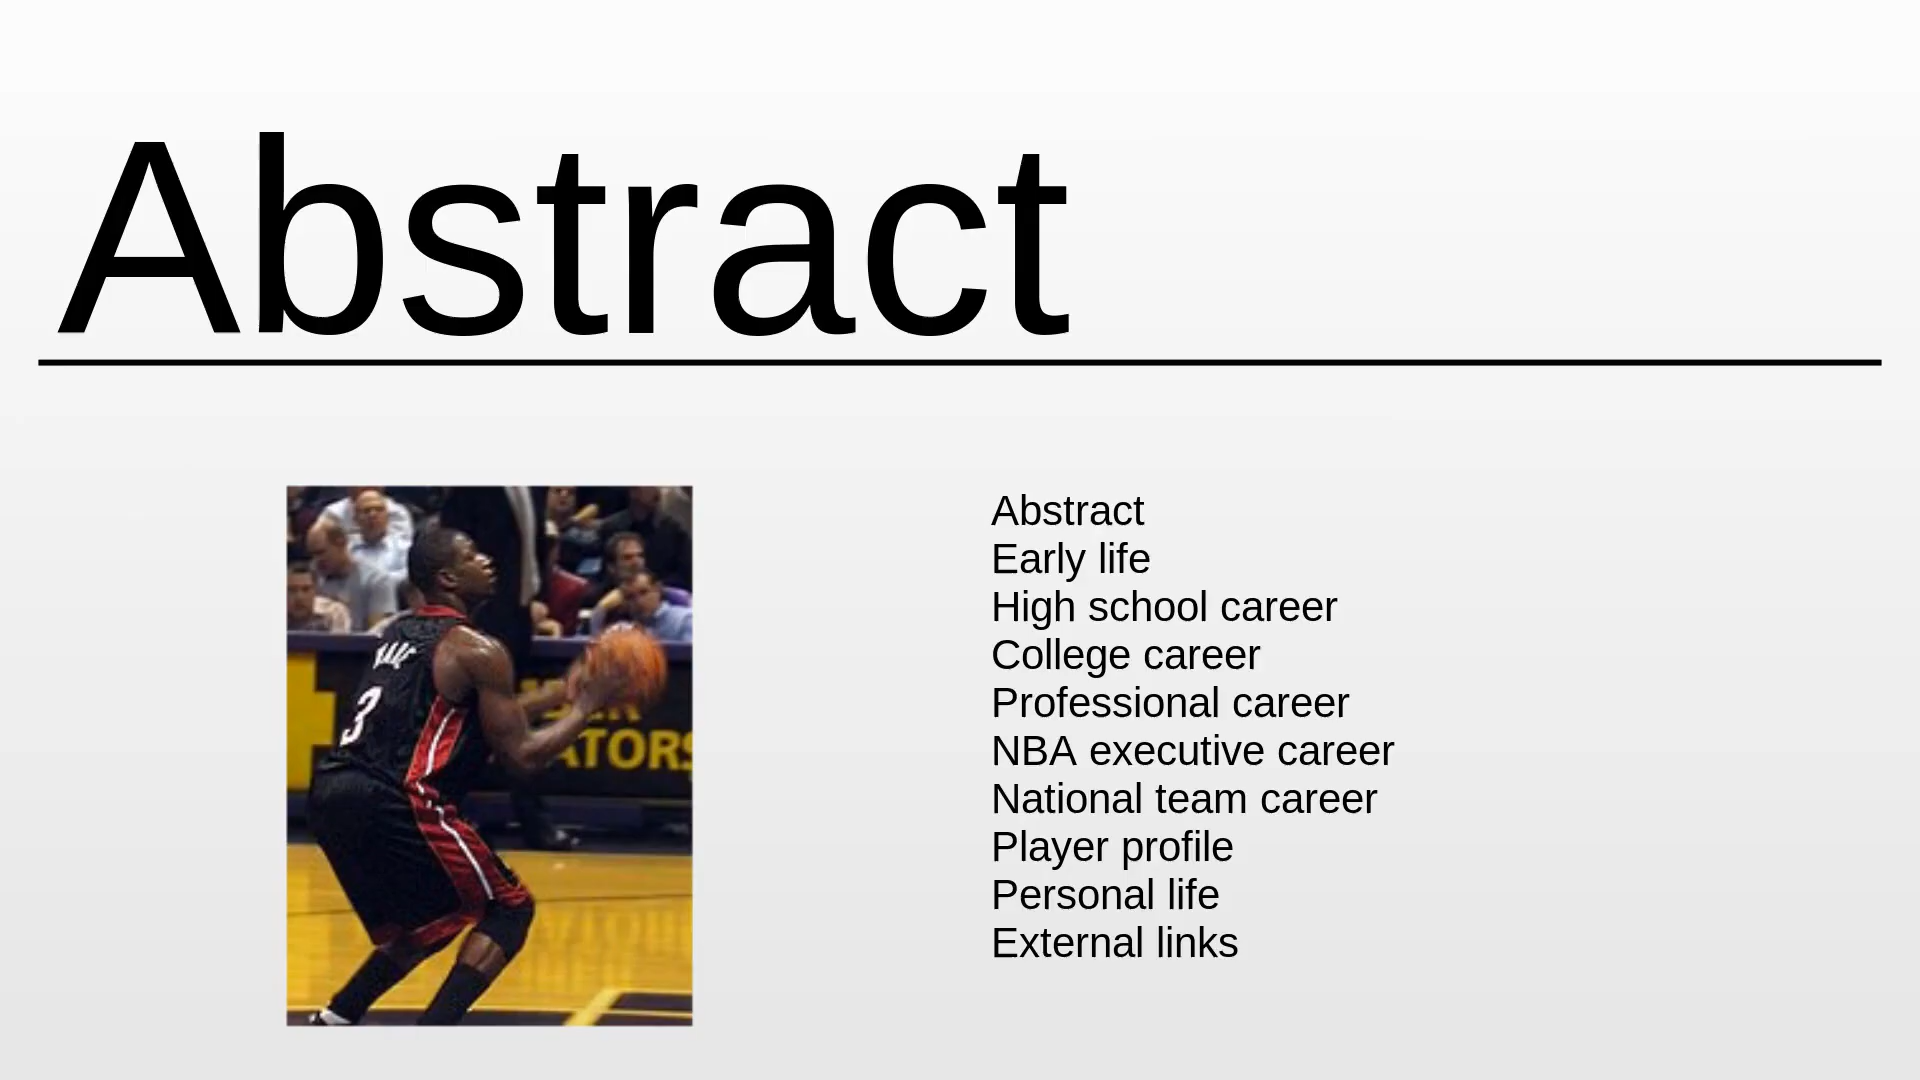 Abstract
3
ATORS
Abstract
Early life
High school career
College career
Professional career
NBA executive career
National team career
Player profile
Personal life
External links